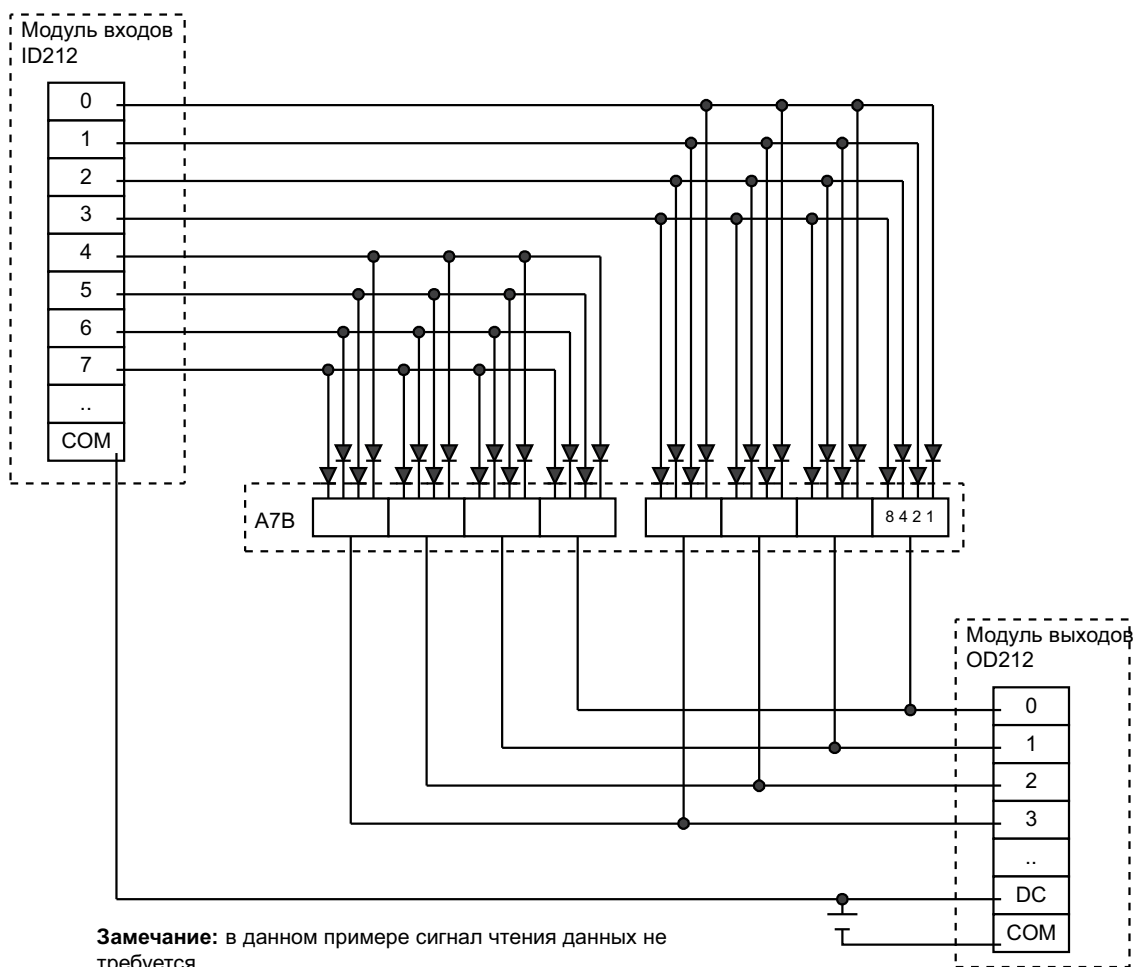 Модуль входов
ID212
0
1
2
3
4
5
6
7
..
COM
A7B
8 4 2 1
Модуль выходов
OD212
0
1
2
3
..
DC
COM
Замечание: в данном примере сигнал чтения данных не
требуется